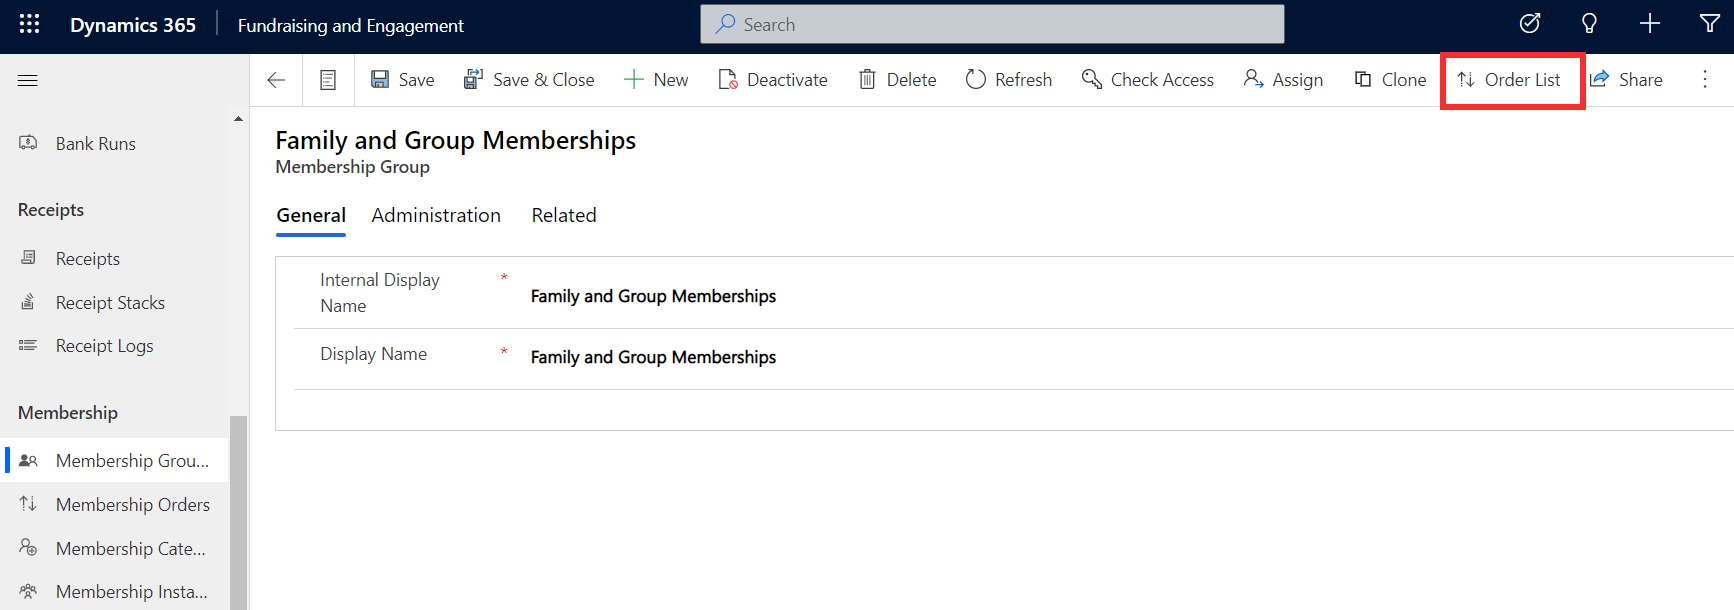 Dynamics 365 Fundraising and Engagement Search
Save Save & Close New Deactivate Delete Refresh Check Access Assign Clone Order List Share
Bank Runs
Receipts
Receipts
Receipt Stacks
Receipt Logs
Membership
Membership Grou...
Membership Orders
Membership Cate...
Membership Insta...
Family and Group Memberships
Membership Group
General Administration Related
Internal Display
Name
* Family and Group Memberships
Display Name * Family and Group Memberships